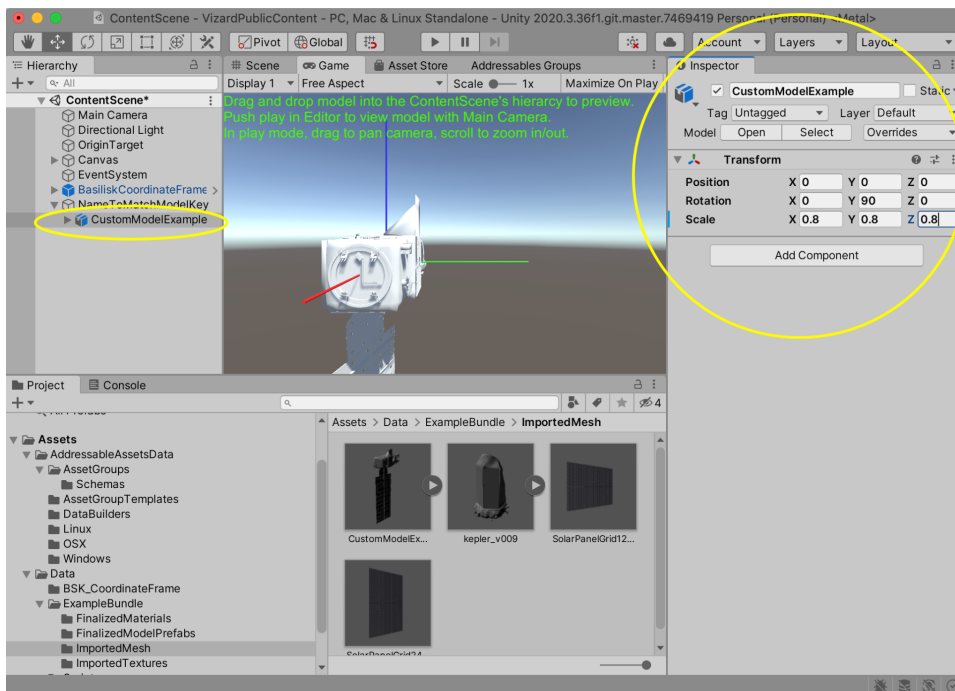 ContentScene - VizardPublicContent - PC, Mac & Linux Standalone - Unity 2020.3.36f1.git.master.7469419 Personal (Personal) <Metal>
Pivot Global Account Layers Layout
Hierarchy
All
ContentScene*
Main Camera
Directional Light
OriginTarget
Canvas
EventSystem
BasiliskCoordinateFrame
NameToMatchModelKey
CustomModelExample
Scene Game Asset Store Addressables Groups
Display 1 Free Aspect Scale 1x Maximize On Play
Drag and drop model into the ContentScene's hierarcy to preview.
Push play in Editor to view model with Main Camera.
In play mode, drag to pan camera, scroll to zoom in/out.
Inspector
CustomModelExample Static
Tag Untagged Layer Default
Model Open Select Overrides
Transform
Position X 0 Y 0 Z 0
Rotation X 0 Y 90 Z 0
Scale X 0.8 Y 0.8 Z 0.8
Add Component
Project Console
4
Assets
AddressableAssetsData
AssetGroups
Schemas
AssetGroupTemplates
DataBuilders
Linux
OSX
Windows
Data
BSK_CoordinateFrame
ExampleBundle
FinalizedMaterials
FinalizedModelPrefabs
ImportedMesh
ImportedTextures
Assets > Data > ExampleBundle > ImportedMesh
CustomModelEx... kepler_v009 SolarPanelGrid12...
SolarPanelGrid24